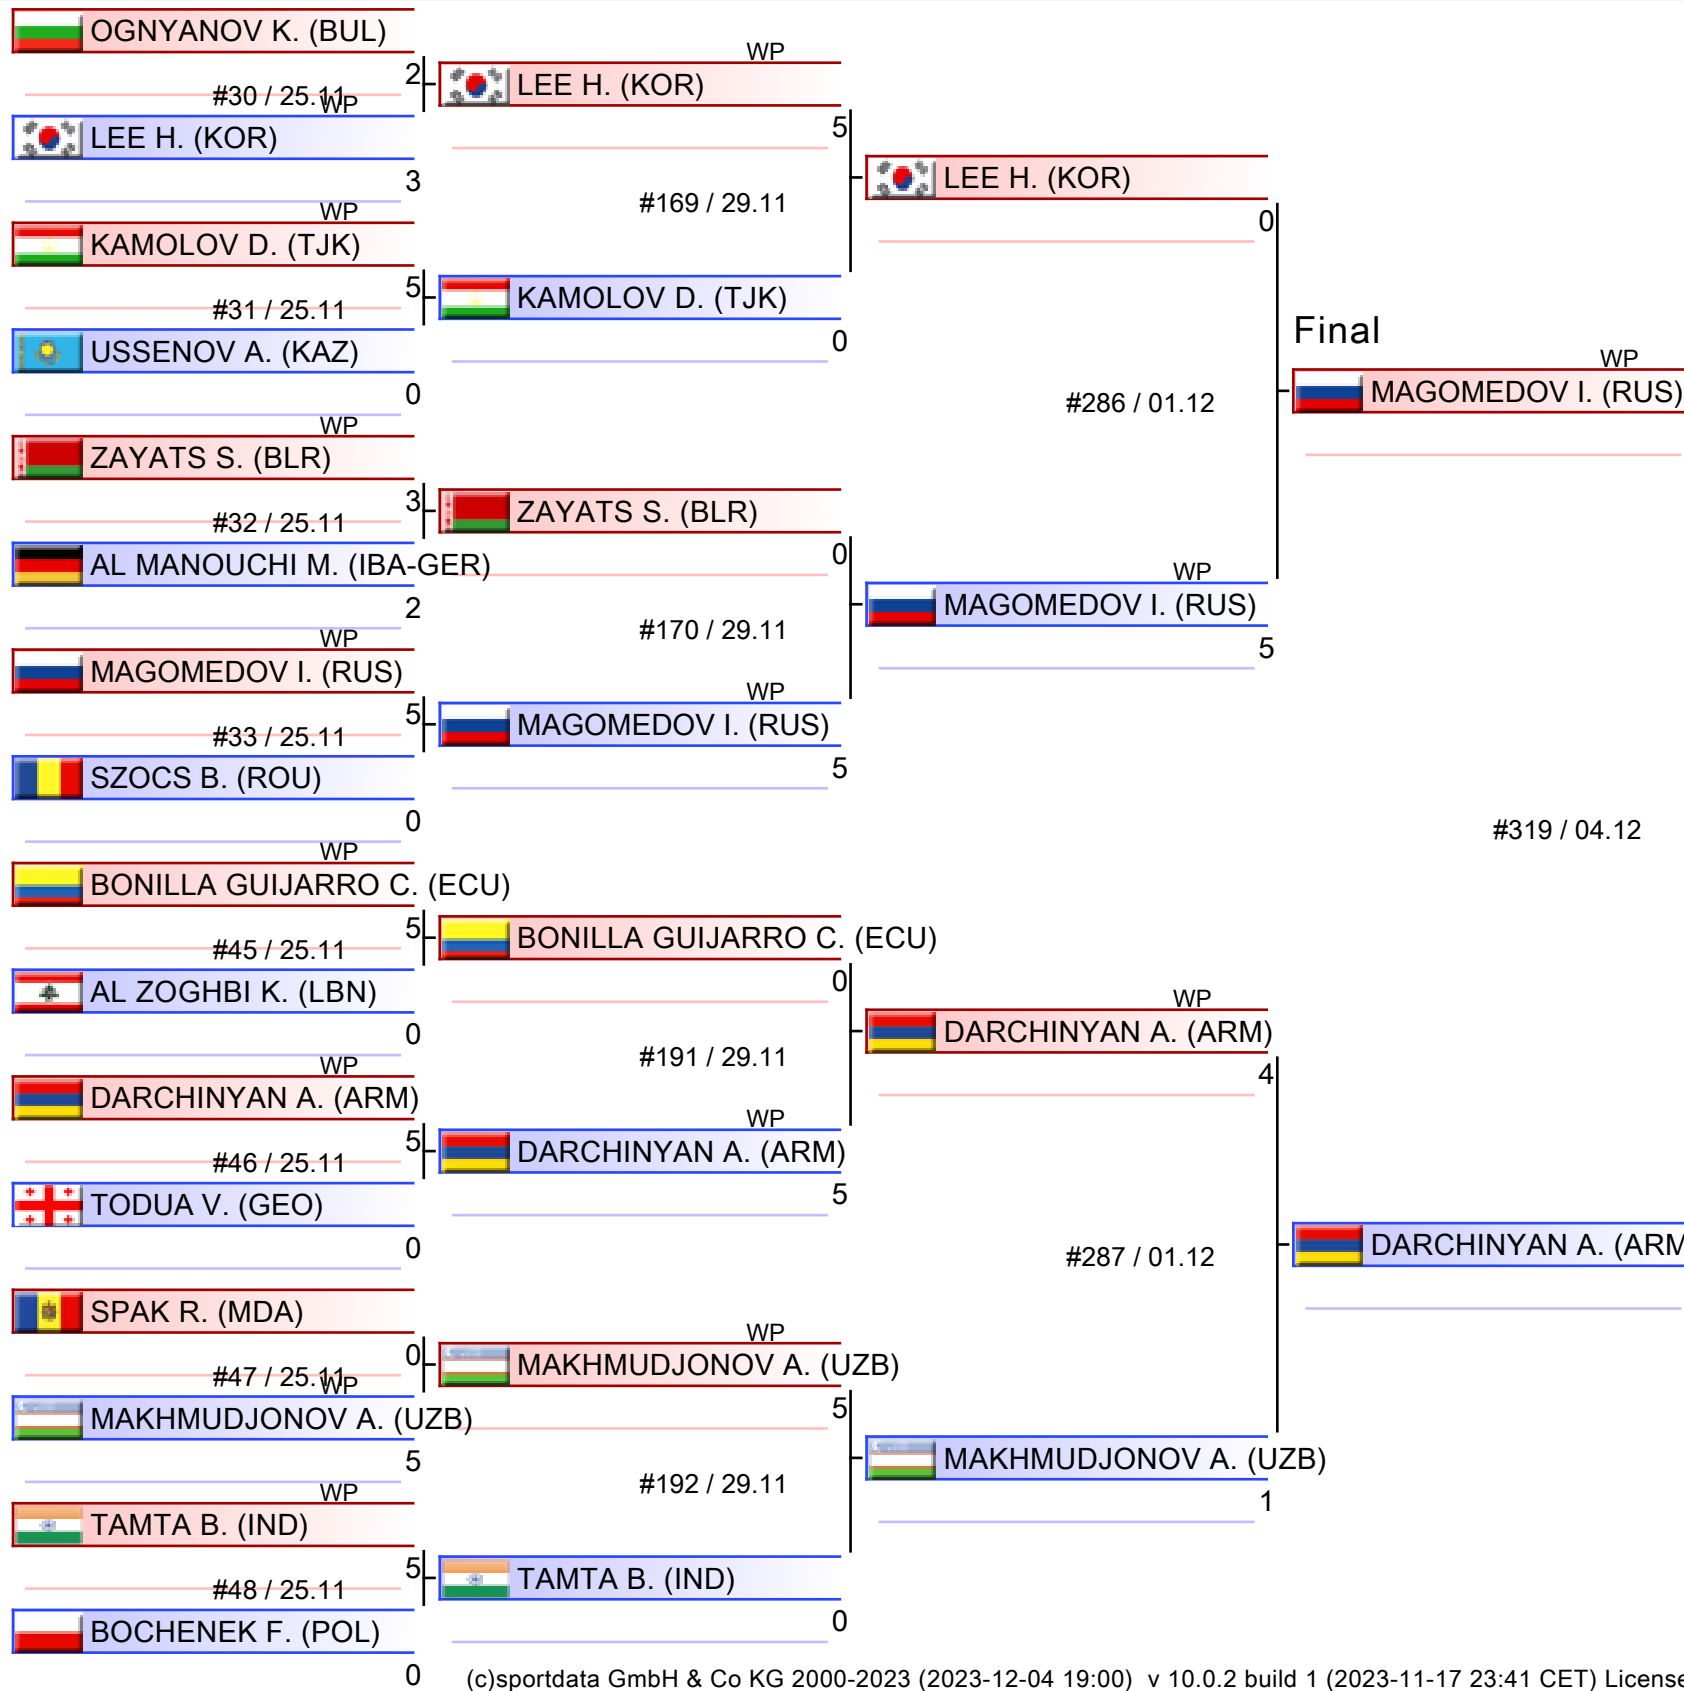 OGNYANOV K. (BUL)
2
#30 / 25.11
WP
LEE H. (KOR)
3
WP
KAMOLOV D. (TJK)
5
#31 / 25.11
USSENOV A. (KAZ)
0
WP
ZAYATS S. (BLR)
3
#32 / 25.11
AL MANOUCHI M. (IBA-GER)
2
WP
MAGOMEDOV I. (RUS)
5
#33 / 25.11
SZOCS B. (ROU)
0
WP
BONILLA GUIJARRO C. (ECU)
5
#45 / 25.11
AL ZOGHBI K. (LBN)
0
WP
DARCHINYAN A. (ARM)
5
#46 / 25.11
TODUA V. (GEO)
0
SPAK R. (MDA)
0
#47 / 25.11
WP
MAKHMUDJONOV A. (UZB)
5
WP
TAMTA B. (IND)
5
#48 / 25.11
BOCHENEK F. (POL)
0
WP
LEE H. (KOR)
5
#169 / 29.11
KAMOLOV D. (TJK)
0
ZAYATS S. (BLR)
0
#170 / 29.11
WP
MAGOMEDOV I. (RUS)
5
BONILLA GUIJARRO C. (ECU)
0
#191 / 29.11
WP
DARCHINYAN A. (ARM)
5
WP
MAKHMUDJONOV A. (UZB)
5
#192 / 29.11
TAMTA B. (IND)
0
LEE H. (KOR)
0
#286 / 01.12
WP
MAGOMEDOV I. (RUS)
5
WP
DARCHINYAN A. (ARM)
4
#287 / 01.12
MAKHMUDJONOV A. (UZB)
1
Final
WP
MAGOMEDOV I. (RUS)
#319 / 04.12
DARCHINYAN A. (ARM
(c)sportdata GmbH & Co KG 2000-2023 (2023-12-04 19:00) v 10.0.2 build 1 (2023-11-17 23:41 CET) License